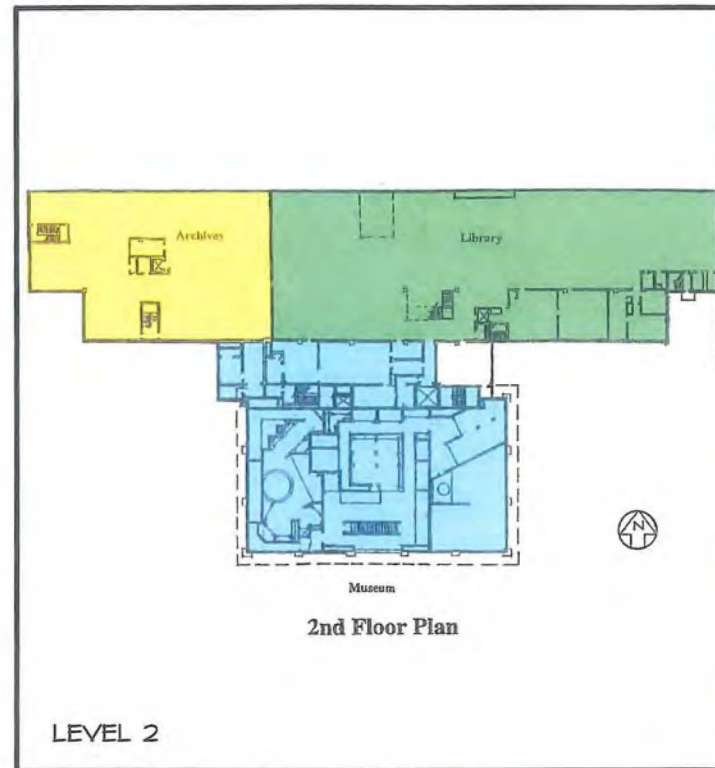 Archives
Library
N
Museum
2nd Floor Plan
LEVEL 2